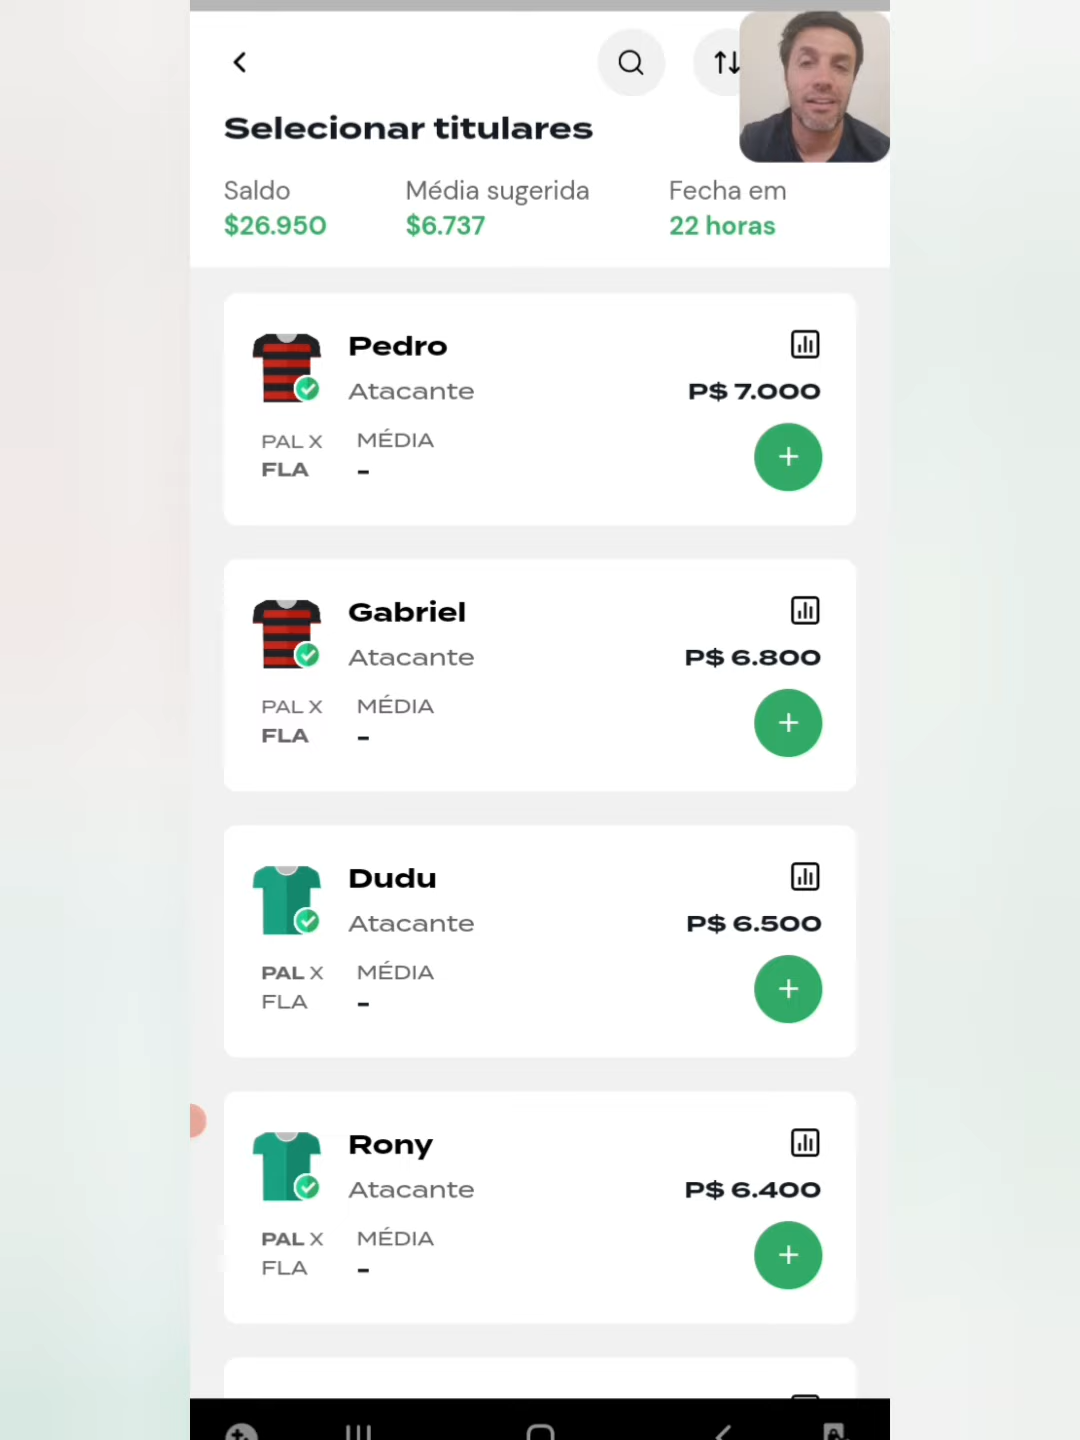 Selecionar titulares
Saldo
Média sugerida
Fecha em
$26.950
$6.737
22 horas
Pedro
Atacante
P$ 7.000
PAL X
FLA
MÉDIA
-
Gabriel
Atacante
P$ 6.800
PAL X
FLA
MÉDIA
-
Dudu
Atacante
P$ 6.500
PAL X
FLA
MÉDIA
-
Rony
Atacante
P$ 6.400
PAL X
FLA
MÉDIA
-